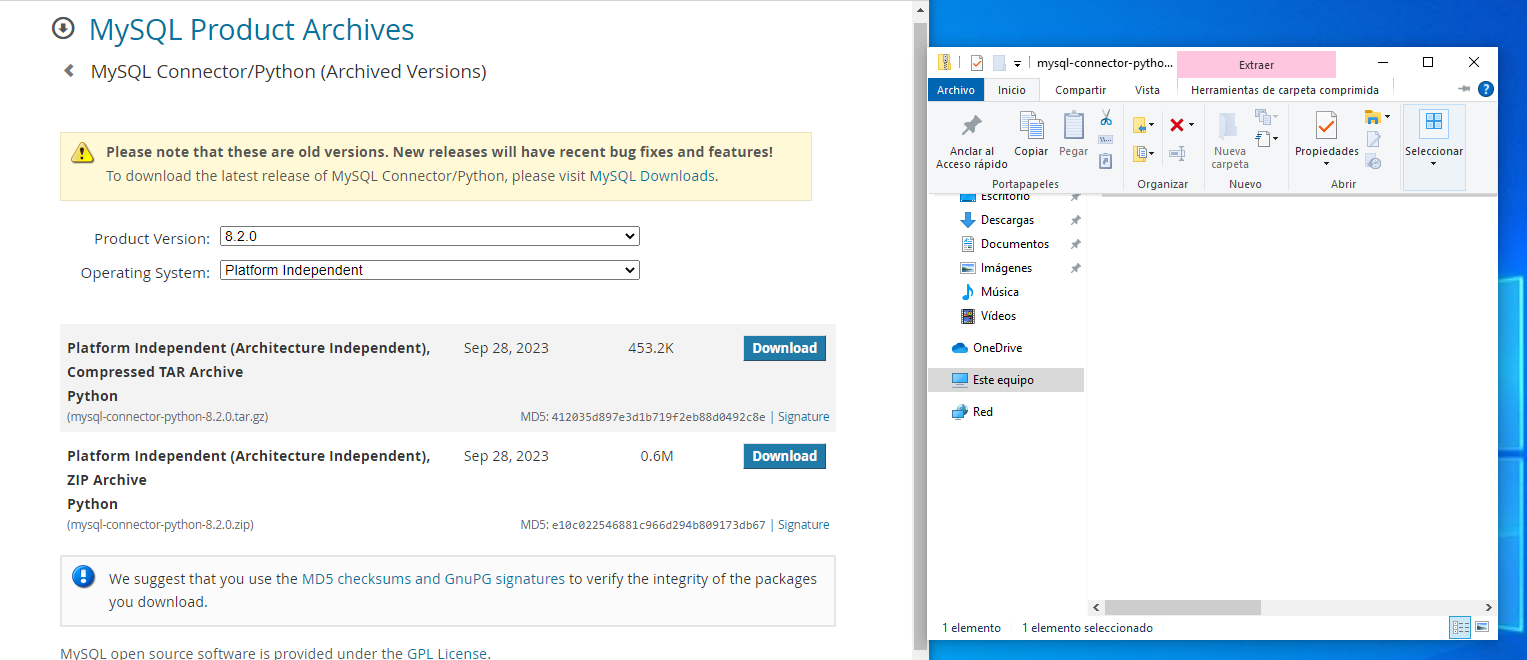 MySQL Product Archives
MySQL Connector/Python (Archived Versions)
Please note that these are old versions. New releases will have recent bug fixes and features!
To download the latest release of MySQL Connector/Python, please visit MySQL Downloads.
Product Version: 8.2.0
Operating System: Platform Independent
Platform Independent (Architecture Independent), Sep 28, 2023 453.2K Download
Compressed TAR Archive
Python
(mysql-connector-python-8.2.0.tar.gz) MD5: 412035d897e3d1b719f2eb88d0492c8e | Signature
Platform Independent (Architecture Independent), Sep 28, 2023 0.6M Download
ZIP Archive
Python
(mysql-connector-python-8.2.0.zip) MD5: e10c022546881c966d294b809173db67 | Signature
We suggest that you use the MD5 checksums and GnuPG signatures to verify the integrity of the packages
you download.
MySQL open source software is provided under the GPL License.
mysql-connector-pytho... Extraer
Archivo Inicio Compartir Vista Herramientas de carpeta comprimida
Anclar al
Acceso rápido
Copiar
Pegar
Portapapeles
Organizar
Nueva
carpeta
Nuevo
Propiedades
Abrir
Seleccionar
Escritorio
Descargas
Documentos
Imágenes
Música
Vídeos
OneDrive
Este equipo
Red
1 elemento 1 elemento seleccionado